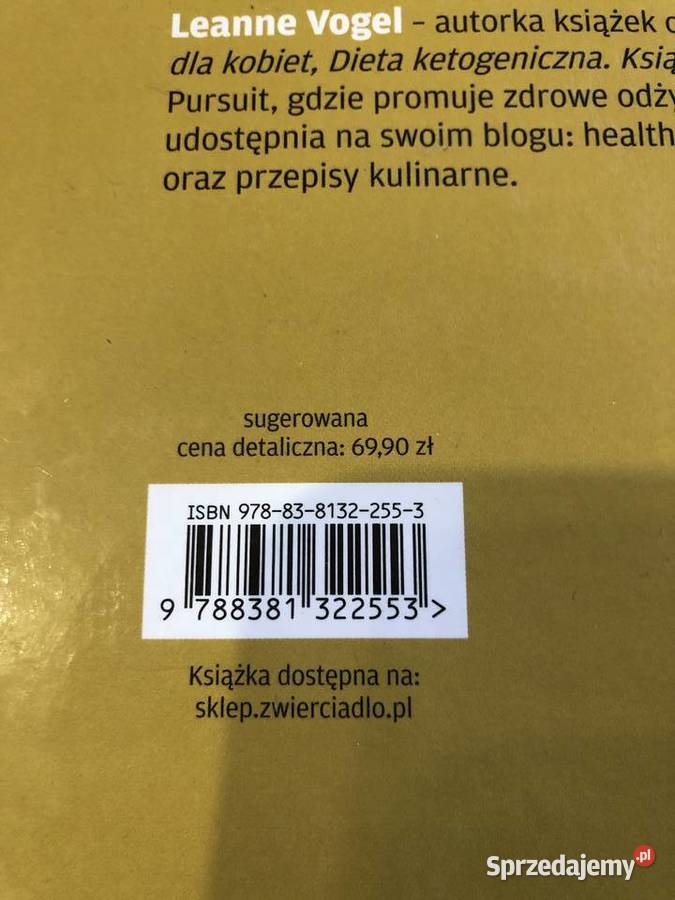 Leanne Vogel – autorka książek
dla kobiet, Dieta ketogeniczna.
Pursuit, gdzie promuje zdrowe
udostępnia na swoim blogu:
oraz przepisy kulinarne.
sugerowana
cena detaliczna: 69,90 zł
ISBN 978-83-8132-255-3
9 788381 322553 >
Książka dostępna na:
sklep.zwierciadlo.pl
Sprzedajemy.pl